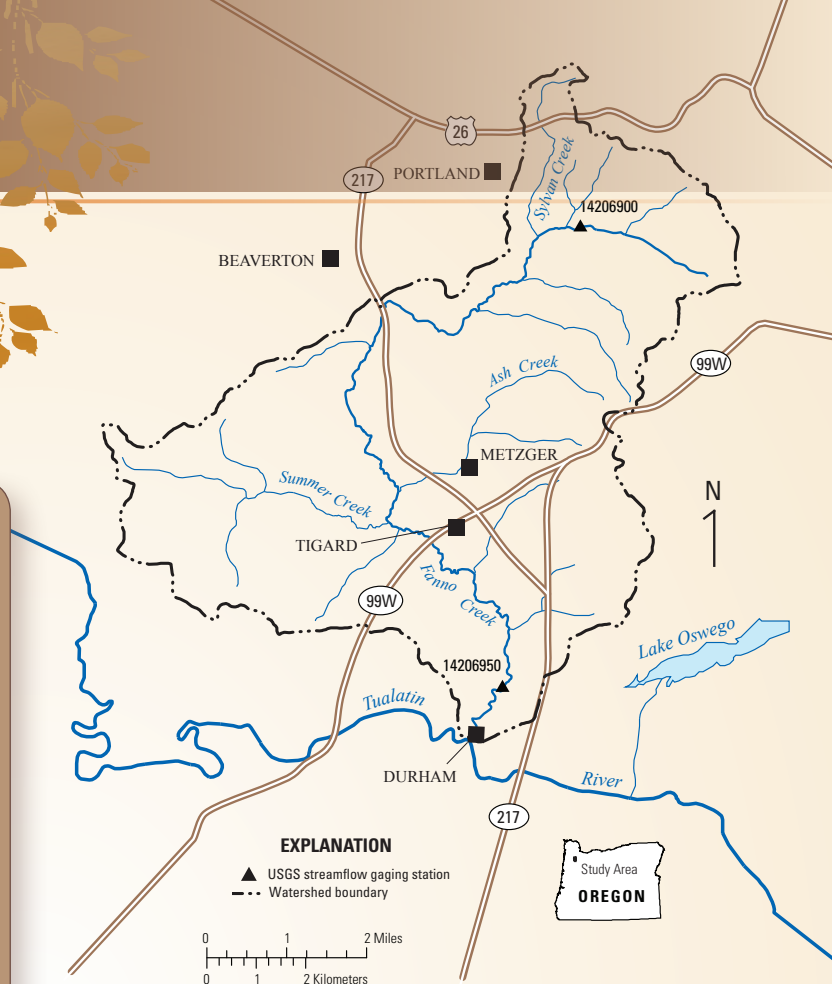 26
217
PORTLAND
Sylvan Creek
14206900
BEAVERTON
99W
Ash Creek
METZGER
Summer Creek
N
TIGARD
Fanno Creek
99W
Lake Oswego
14206950
Tualatin
DURHAM
River
217
EXPLANATION
USGS streamflow gaging station
Watershed boundary
Study Area
OREGON
0 1 2 Miles
0 1 2 Kilometers